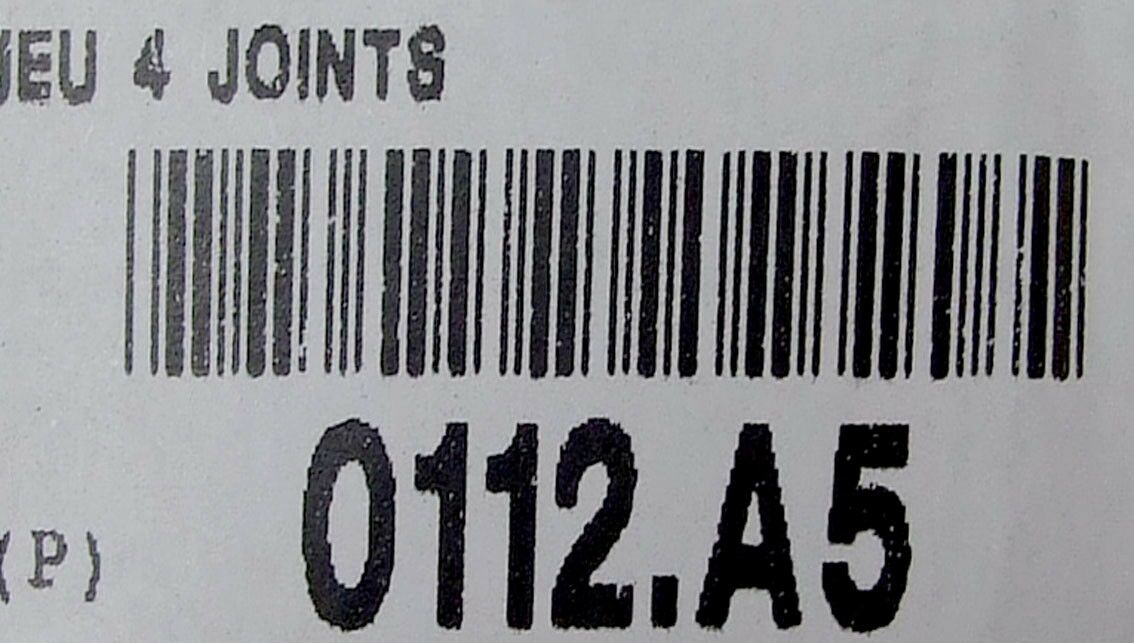 JEU 4 JOINTS
0112.A5
(P)